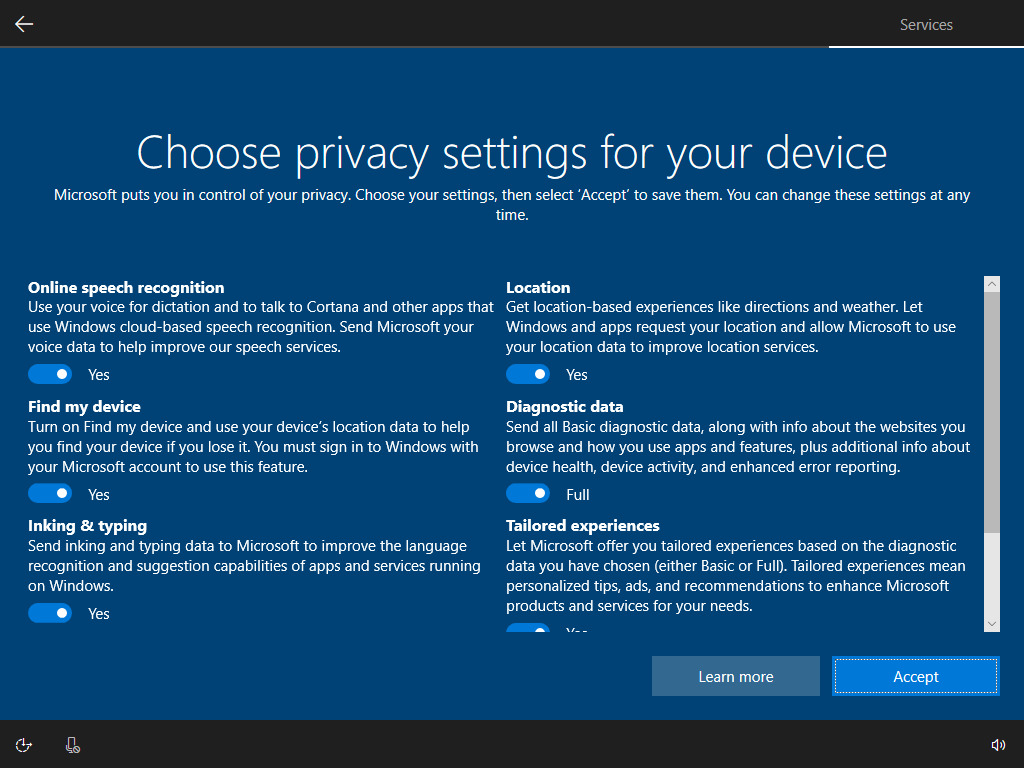 Services
Choose privacy settings for your device
Microsoft puts you in control of your privacy. Choose your settings, then select ‘Accept’ to save them. You can change these settings at any
time.
Online speech recognition
Use your voice for dictation and to talk to Cortana and other apps that
use Windows cloud-based speech recognition. Send Microsoft your
voice data to help improve our speech services.
Yes
Find my device
Turn on Find my device and use your device’s location data to help
you find your device if you lose it. You must sign in to Windows with
your Microsoft account to use this feature.
Yes
Inking & typing
Send inking and typing data to Microsoft to improve the language
recognition and suggestion capabilities of apps and services running
on Windows.
Yes
Location
Get location-based experiences like directions and weather. Let
Windows and apps request your location and allow Microsoft to use
your location data to improve location services.
Yes
Diagnostic data
Send all Basic diagnostic data, along with info about the websites you
browse and how you use apps and features, plus additional info about
device health, device activity, and enhanced error reporting.
Full
Tailored experiences
Let Microsoft offer you tailored experiences based on the diagnostic
data you have chosen (either Basic or Full). Tailored experiences mean
personalized tips, ads, and recommendations to enhance Microsoft
products and services for your needs.
Yes
Learn more
Accept